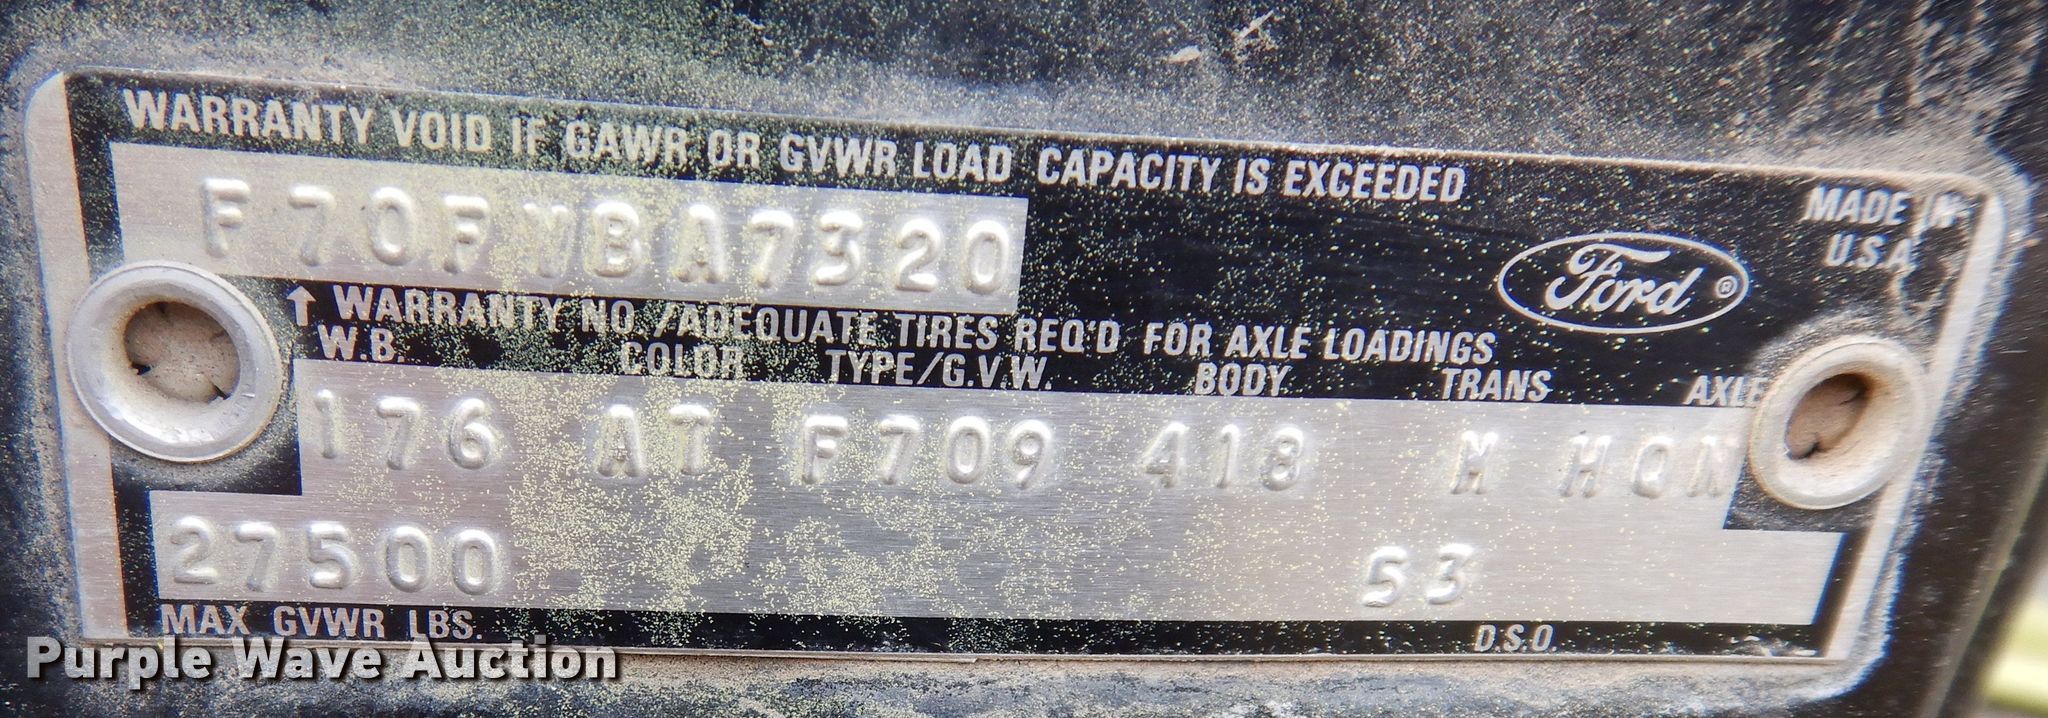 WARRANTY VOID IF GAWR OR GVWR LOAD CAPACITY IS EXCEEDED
F70FVBA7320
MADE IN
U.S.A.
Ford ®
↑ WARRANTY NO./ADEQUATE TIRES REQ'D FOR AXLE LOADINGS
W.B. COLOR TYPE/G.V.W. BODY TRANS AXLE
176 AT F709 418 M HQN
27500 53
MAX GVWR LBS. D.S.O.
Purple Wave Auction